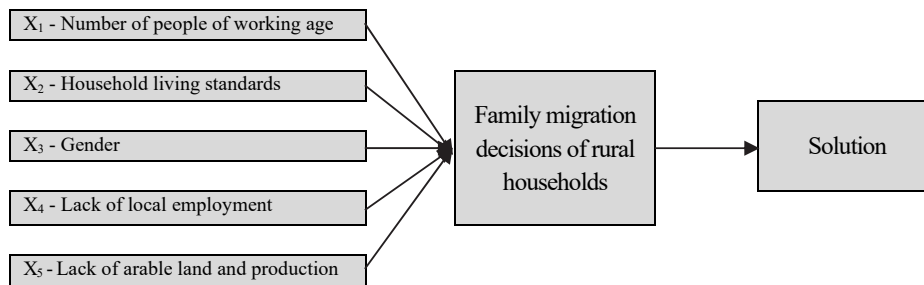 X₁ - Number of people of working age
X₂ - Household living standards
X₃ - Gender
X₄ - Lack of local employment
X₅ - Lack of arable land and production
Family migration
decisions of rural
households
Solution